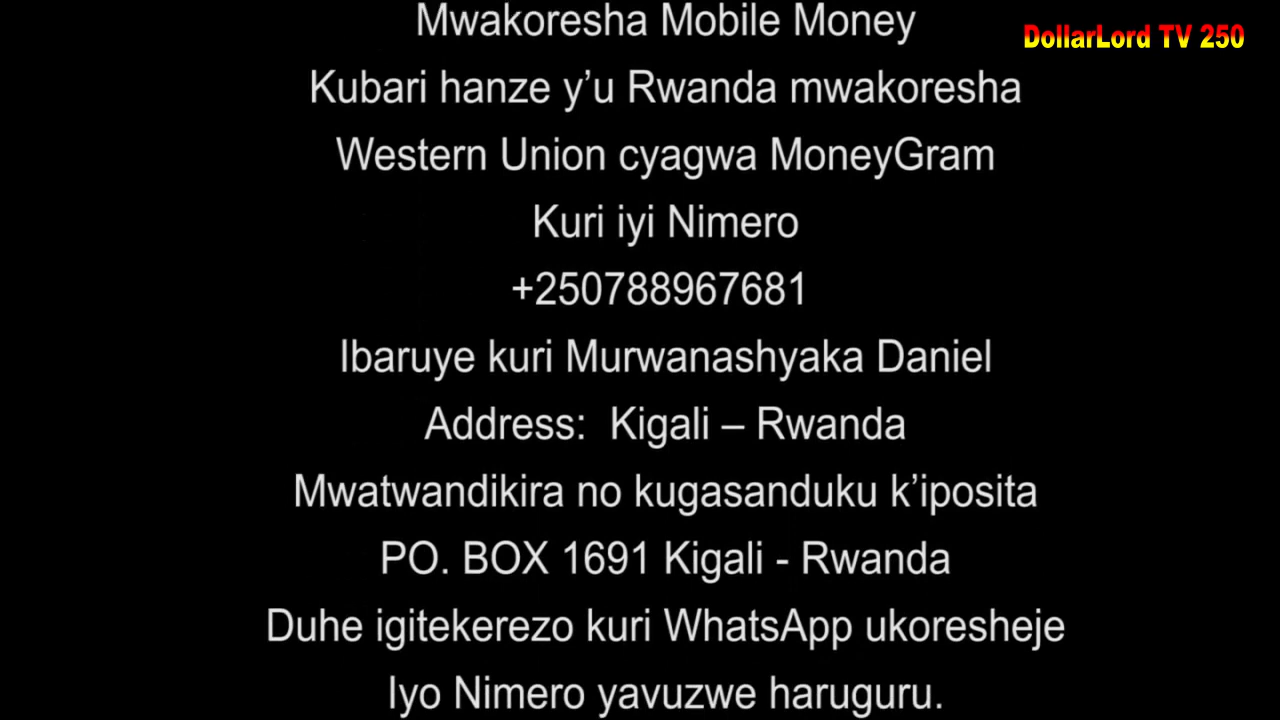 Mwakoresha Mobile Money
DollarLord TV 250
Kubari hanze y’u Rwanda mwakoresha
Western Union cyagwa MoneyGram
Kuri iyi Nimero
+250788967681
Ibaruye kuri Murwanashyaka Daniel
Address:  Kigali – Rwanda
Mwatwandikira no kugasanduku k’iposita
PO. BOX 1691 Kigali - Rwanda
Duhe igitekerezo kuri WhatsApp ukoresheje
Iyo Nimero yavuzwe haruguru.